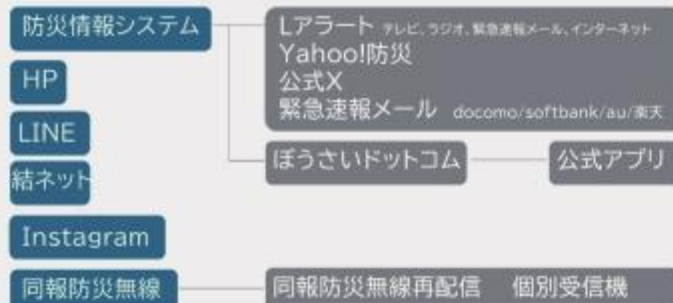 防災情報システム
Lアラート テレビ、ラジオ、緊急速報メール、インターネット
Yahoo!防災
公式X
緊急速報メール docomo/softbank/au/楽天
HP
LINE
ぼうさいドットコム
公式アプリ
結ネット
Instagram
同報防災無線
同報防災無線再配信 個別受信機